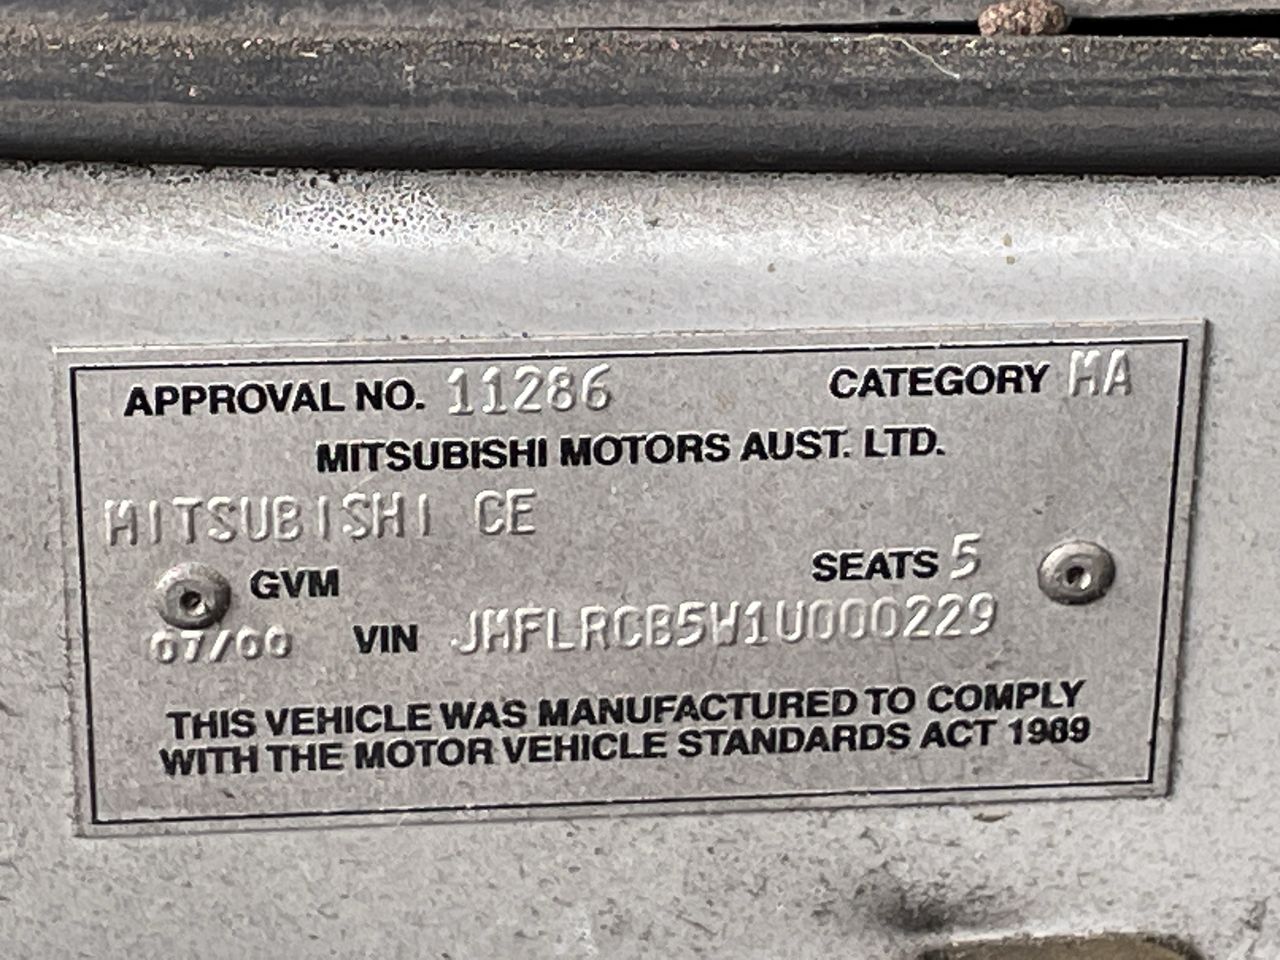 APPROVAL NO. 11286 CATEGORY MA
MITSUBISHI MOTORS AUST. LTD.
MITSUBISHI CE
GVM SEATS 5
07/00 VIN JMFLRCB5W1U000229
THIS VEHICLE WAS MANUFACTURED TO COMPLY
WITH THE MOTOR VEHICLE STANDARDS ACT 1989